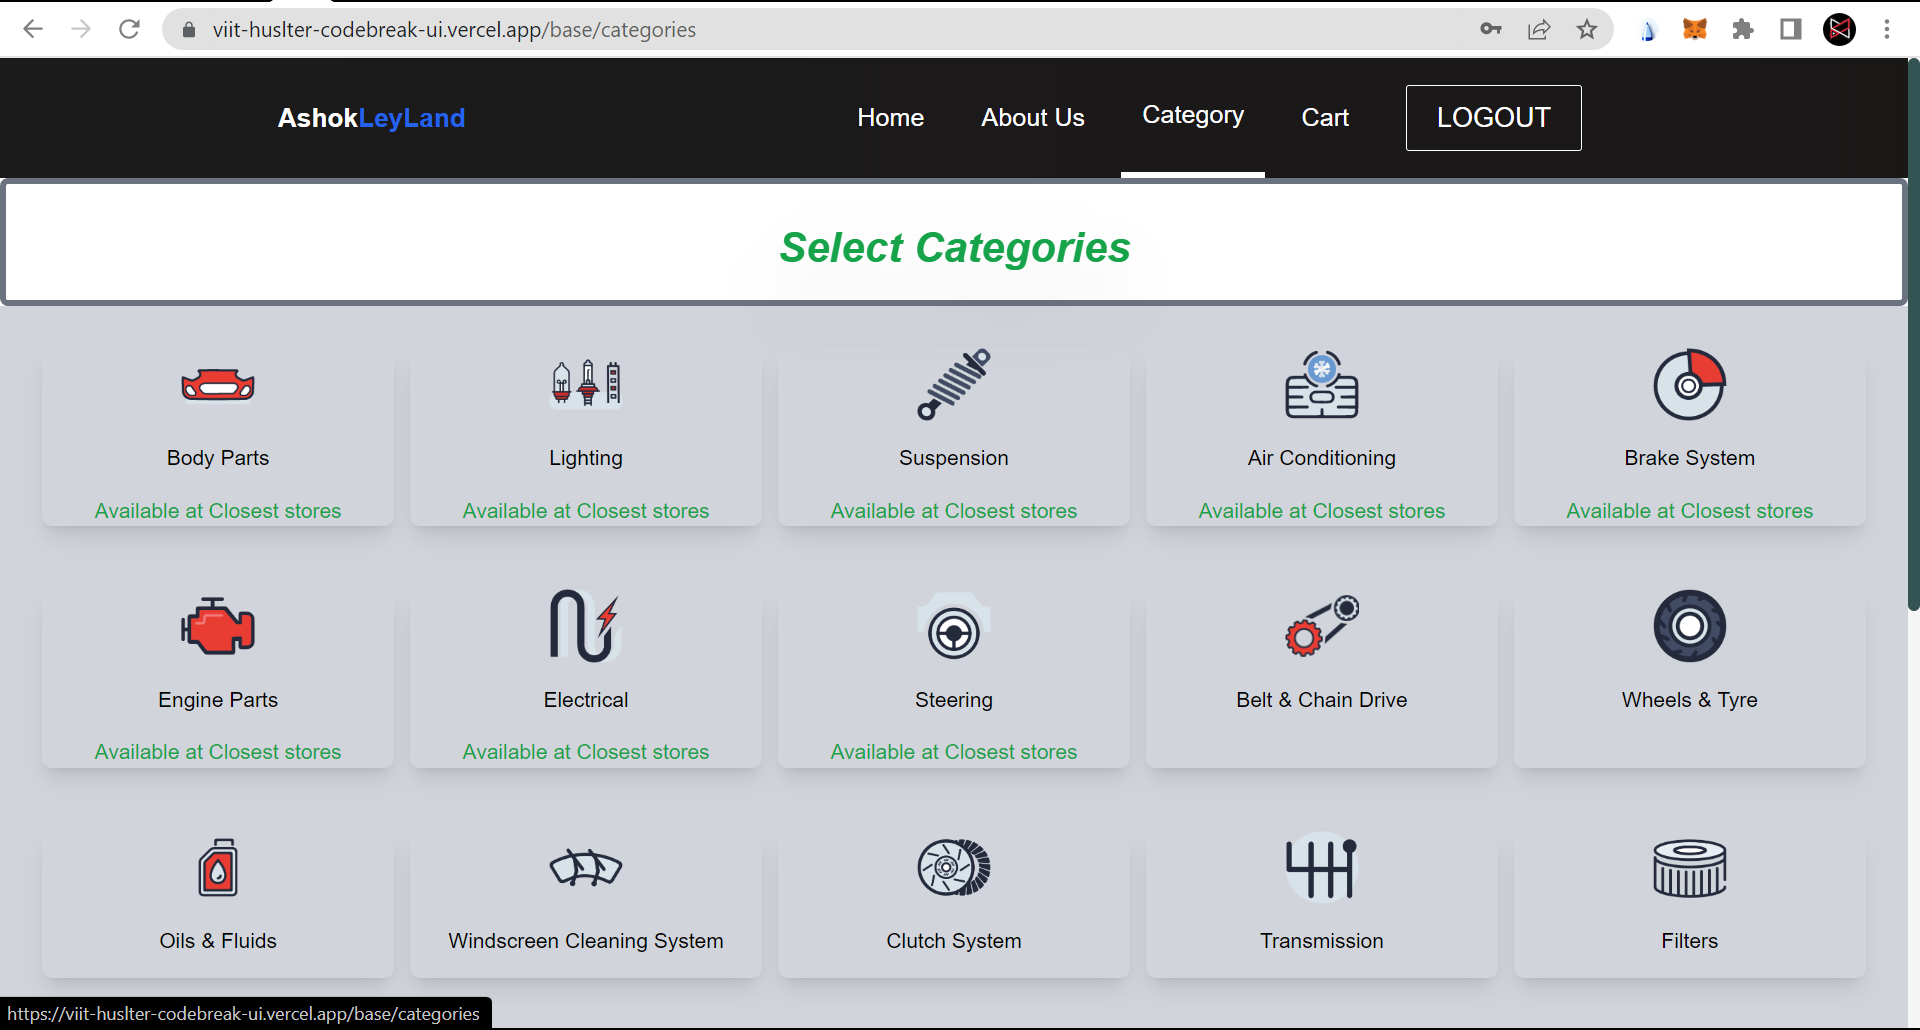 viit-huslter-codebreak-ui.vercel.app/base/categories
AshokLeyLand
Home About Us Category Cart LOGOUT
Select Categories
Body Parts Lighting Suspension Air Conditioning Brake System
Available at Closest stores Available at Closest stores Available at Closest stores Available at Closest stores Available at Closest stores
Engine Parts Electrical Steering Belt & Chain Drive Wheels & Tyre
Available at Closest stores Available at Closest stores Available at Closest stores
Oils & Fluids Windscreen Cleaning System Clutch System Transmission Filters
https://viit-huslter-codebreak-ui.vercel.app/base/categories